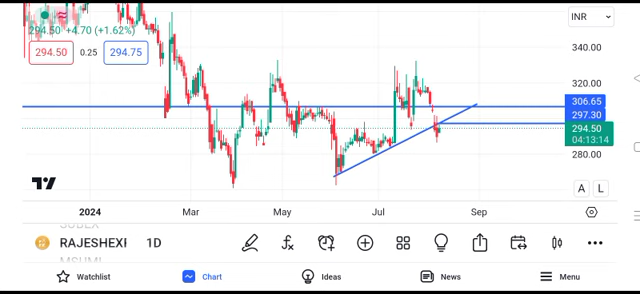 INR
294.50 +4.70 (+1.62%)
294.50 0.25 294.75
340.00
320.00
306.65
297.30
294.50
04:13:14
280.00
A L
2024 Mar May Jul Sep
RAJESHEXI 1D
Watchlist Chart Ideas News Menu